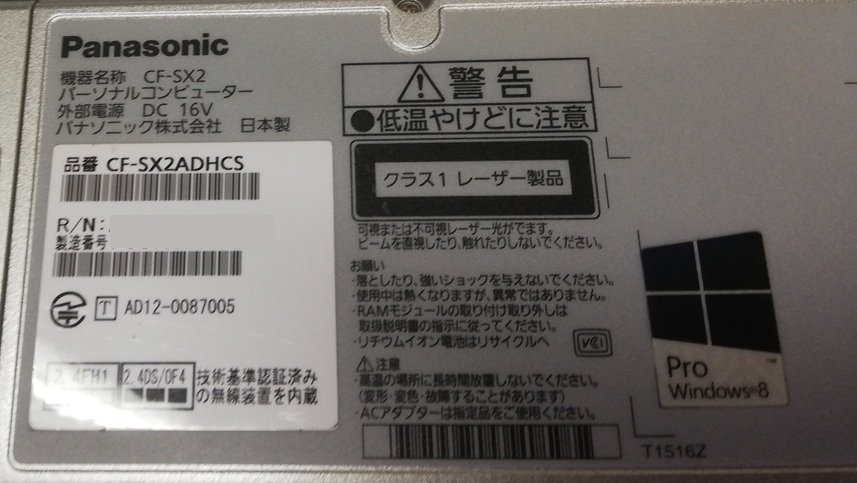 Panasonic
機器名称 CF-SX2
パーソナルコンピューター
外部電源 DC 16V
パナソニック株式会社 日本製
品番 CF-SX2ADHCS
R/N:
製造番号
T AD12-0087005
2.4FH1 2.4DS/OF4
技術基準認証済み
の無線装置を内蔵
警告
●低温やけどに注意
クラス1 レーザー製品
可視または不可視レーザー光がでます。
ビームを直視したり、触れたりしないでください。
お願い
・落としたり、強いショックを与えないでください。
・使用中は熱くなりますが、異常ではありません。
・RAMモジュールの取り付け取り外しは
取扱説明書の指示に従ってください。
・リチウムイオン電池はリサイクルへ
VCI
注意
・高温の場所に長時間放置しないでください。
(変形・変色・故障することがあります)
・ACアダプターは指定品をご使用ください。
Pro
Windows 8
™
T1516Z